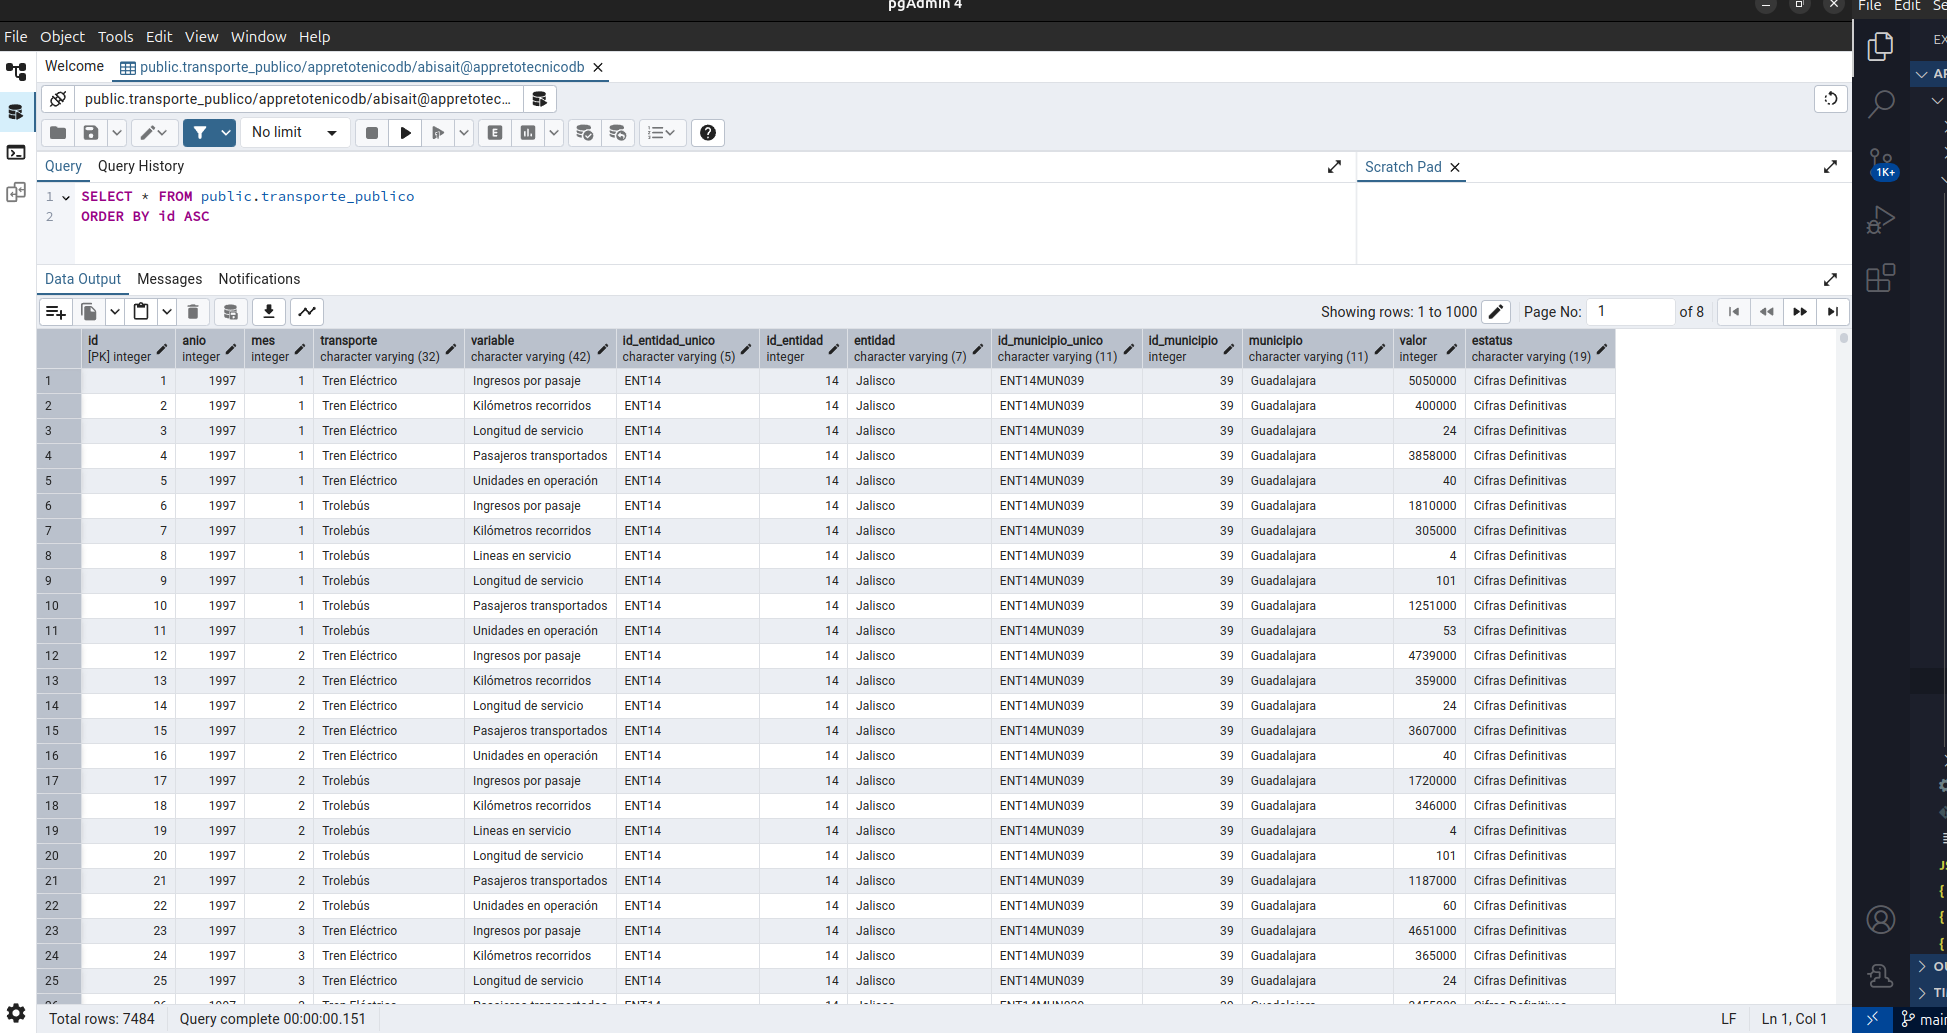 pgAdmin 4
File Object Tools Edit View Window Help
Welcome public.transporte_publico/appretotenicodb/abisait@appretotecnicodb
public.transporte_publico/appretotenicodb/abisait@appretotec...
No limit
Query Query History
Scratch Pad
1 SELECT * FROM public.transporte_publico
2 ORDER BY id ASC
Data Output Messages Notifications
Showing rows: 1 to 1000 Page No: 1 of 8
id anio mes transporte variable id_entidad_unico id_entidad entidad id_municipio_unico id_municipio municipio valor estatus
[PK] integer integer integer character varying (32) character varying (42) character varying (5) integer character varying (7) character varying (11) integer character varying (11) integer character varying (19)
1 1 1997 1 Tren Eléctrico Ingresos por pasaje ENT14 14 Jalisco ENT14MUN039 39 Guadalajara 5050000 Cifras Definitivas
2 2 1997 1 Tren Eléctrico Kilómetros recorridos ENT14 14 Jalisco ENT14MUN039 39 Guadalajara 400000 Cifras Definitivas
3 3 1997 1 Tren Eléctrico Longitud de servicio ENT14 14 Jalisco ENT14MUN039 39 Guadalajara 24 Cifras Definitivas
4 4 1997 1 Tren Eléctrico Pasajeros transportados ENT14 14 Jalisco ENT14MUN039 39 Guadalajara 3858000 Cifras Definitivas
5 5 1997 1 Tren Eléctrico Unidades en operación ENT14 14 Jalisco ENT14MUN039 39 Guadalajara 40 Cifras Definitivas
6 6 1997 1 Trolebús Ingresos por pasaje ENT14 14 Jalisco ENT14MUN039 39 Guadalajara 1810000 Cifras Definitivas
7 7 1997 1 Trolebús Kilómetros recorridos ENT14 14 Jalisco ENT14MUN039 39 Guadalajara 305000 Cifras Definitivas
8 8 1997 1 Trolebús Lineas en servicio ENT14 14 Jalisco ENT14MUN039 39 Guadalajara 4 Cifras Definitivas
9 9 1997 1 Trolebús Longitud de servicio ENT14 14 Jalisco ENT14MUN039 39 Guadalajara 101 Cifras Definitivas
10 10 1997 1 Trolebús Pasajeros transportados ENT14 14 Jalisco ENT14MUN039 39 Guadalajara 1251000 Cifras Definitivas
11 11 1997 1 Trolebús Unidades en operación ENT14 14 Jalisco ENT14MUN039 39 Guadalajara 53 Cifras Definitivas
12 12 1997 2 Tren Eléctrico Ingresos por pasaje ENT14 14 Jalisco ENT14MUN039 39 Guadalajara 4739000 Cifras Definitivas
13 13 1997 2 Tren Eléctrico Kilómetros recorridos ENT14 14 Jalisco ENT14MUN039 39 Guadalajara 359000 Cifras Definitivas
14 14 1997 2 Tren Eléctrico Longitud de servicio ENT14 14 Jalisco ENT14MUN039 39 Guadalajara 24 Cifras Definitivas
15 15 1997 2 Tren Eléctrico Pasajeros transportados ENT14 14 Jalisco ENT14MUN039 39 Guadalajara 3607000 Cifras Definitivas
16 16 1997 2 Tren Eléctrico Unidades en operación ENT14 14 Jalisco ENT14MUN039 39 Guadalajara 40 Cifras Definitivas
17 17 1997 2 Trolebús Ingresos por pasaje ENT14 14 Jalisco ENT14MUN039 39 Guadalajara 1720000 Cifras Definitivas
18 18 1997 2 Trolebús Kilómetros recorridos ENT14 14 Jalisco ENT14MUN039 39 Guadalajara 346000 Cifras Definitivas
19 19 1997 2 Trolebús Lineas en servicio ENT14 14 Jalisco ENT14MUN039 39 Guadalajara 4 Cifras Definitivas
20 20 1997 2 Trolebús Longitud de servicio ENT14 14 Jalisco ENT14MUN039 39 Guadalajara 101 Cifras Definitivas
21 21 1997 2 Trolebús Pasajeros transportados ENT14 14 Jalisco ENT14MUN039 39 Guadalajara 1187000 Cifras Definitivas
22 22 1997 2 Trolebús Unidades en operación ENT14 14 Jalisco ENT14MUN039 39 Guadalajara 60 Cifras Definitivas
23 23 1997 3 Tren Eléctrico Ingresos por pasaje ENT14 14 Jalisco ENT14MUN039 39 Guadalajara 4651000 Cifras Definitivas
24 24 1997 3 Tren Eléctrico Kilómetros recorridos ENT14 14 Jalisco ENT14MUN039 39 Guadalajara 365000 Cifras Definitivas
25 25 1997 3 Tren Eléctrico Longitud de servicio ENT14 14 Jalisco ENT14MUN039 39 Guadalajara 24 Cifras Definitivas
Total rows: 7484 Query complete 00:00:00.151 LF Ln 1, Col 1
File Edit Se
EX
AP
1K+
OU
TI
main